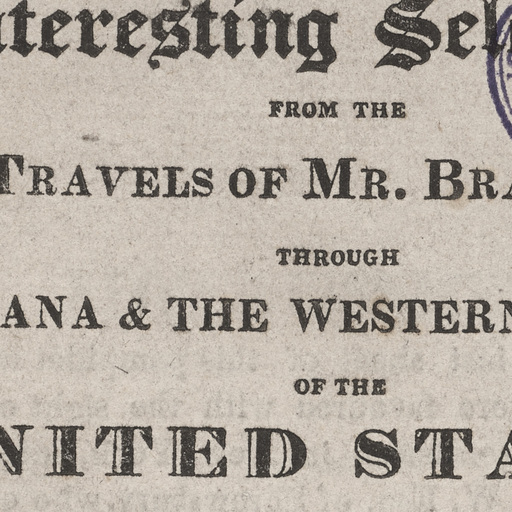 nteresting Sel
FROM THE
TRAVELS OF MR. BRA
THROUGH
ANA & THE WESTERN
OF THE
NITED STA